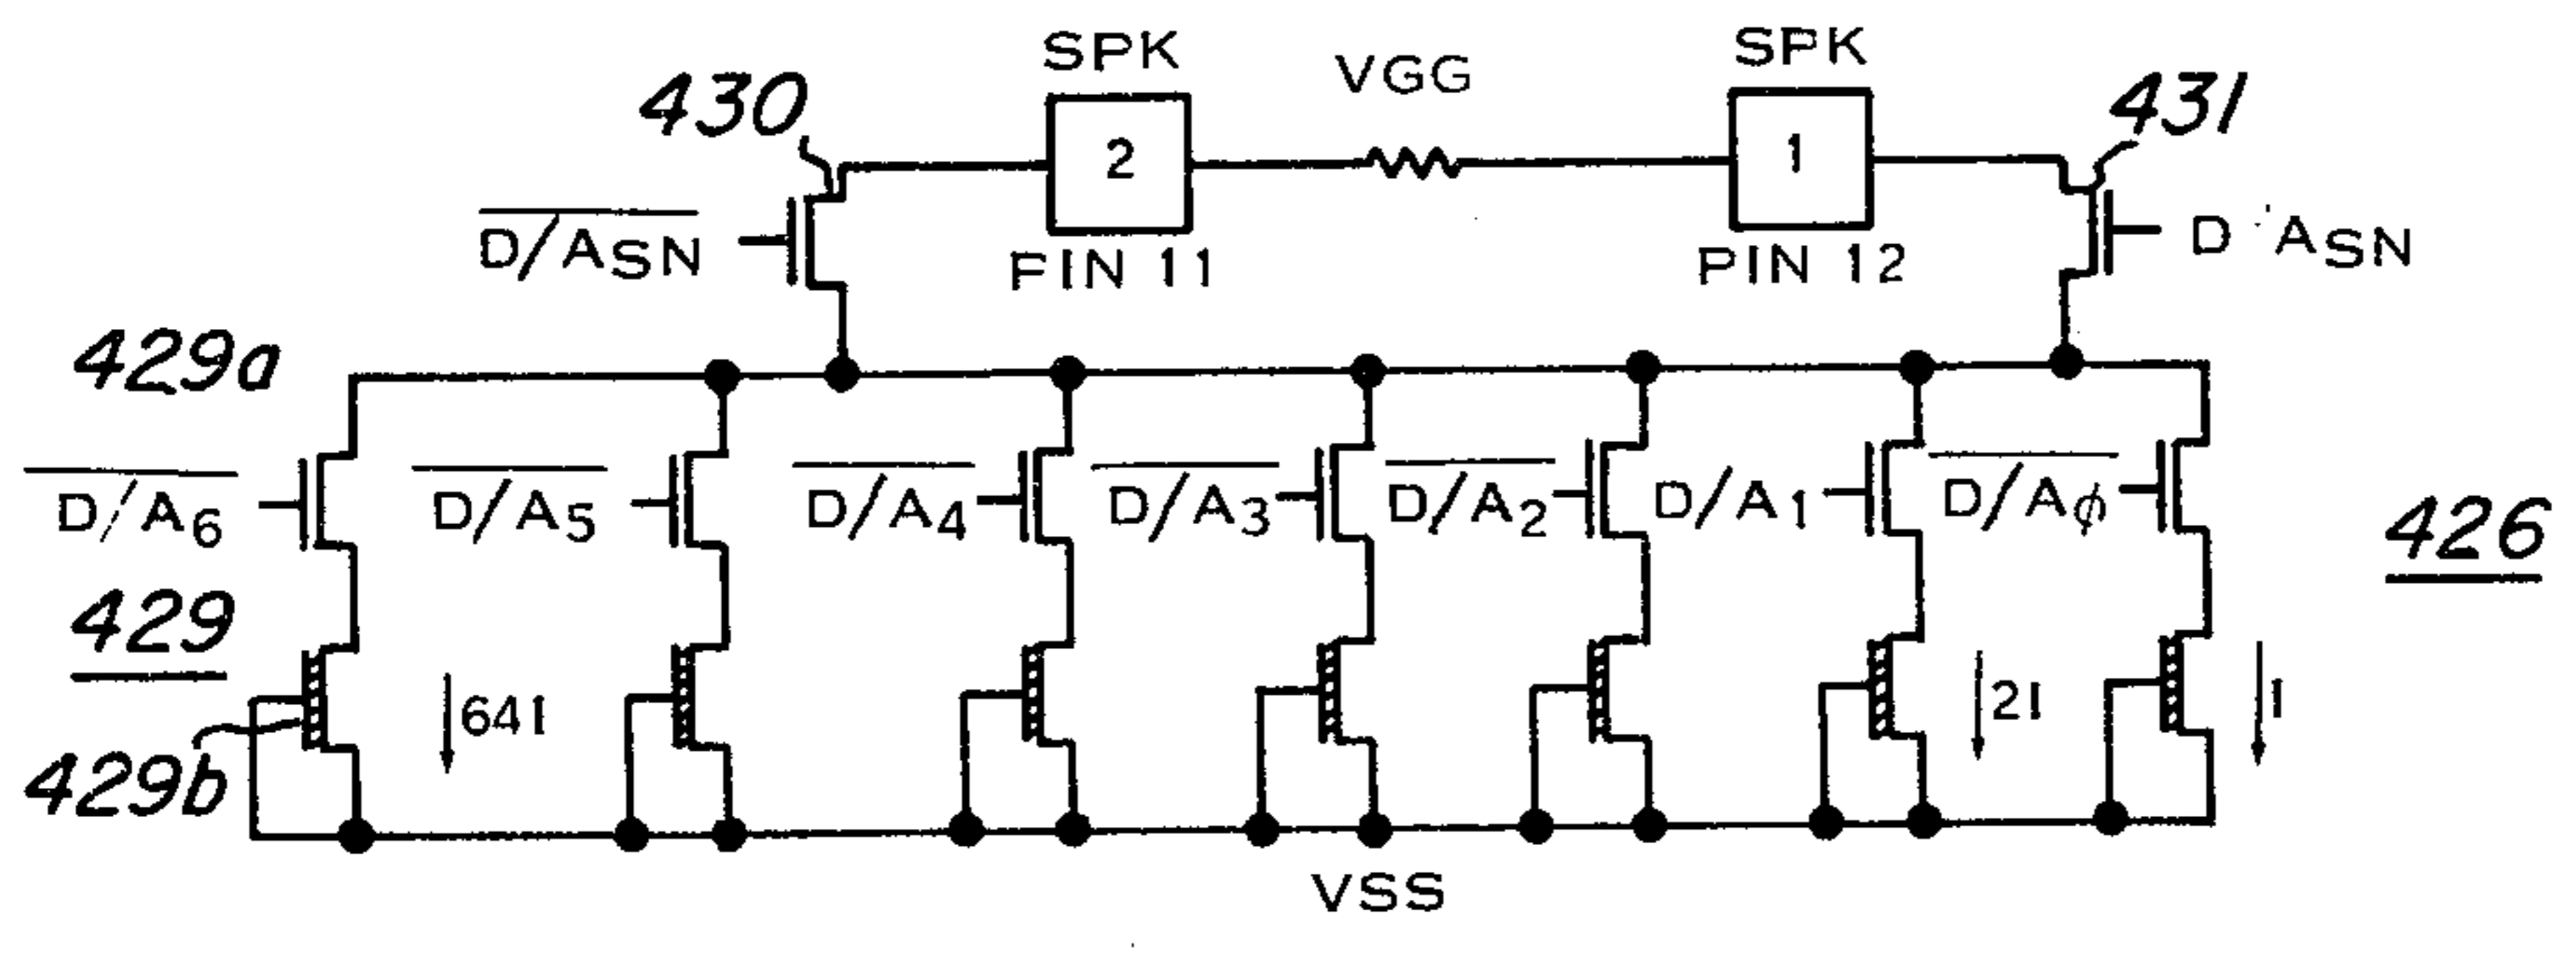 SPK
VGG
SPK
430
431
2
1
D/ASN
D ASN
FIN 11
PIN 12
429a
D/A6
D/A5
D/A4
D/A3
D/A2
D/A1
D/Aϕ
426
429
64I
2I
I
429b
VSS